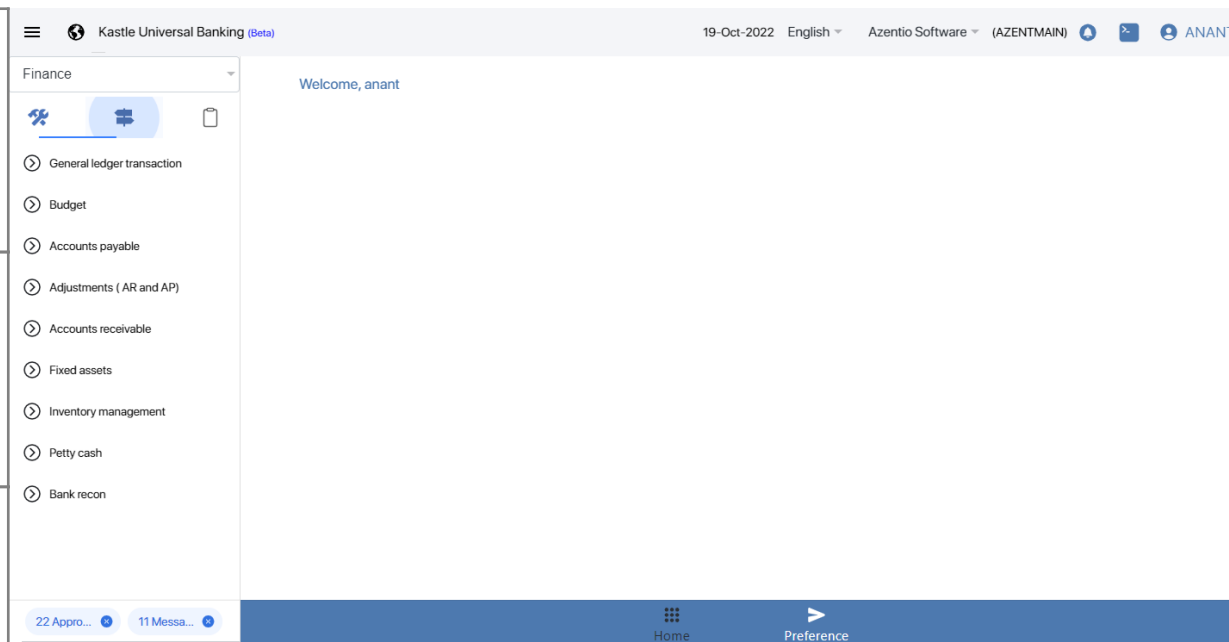 Kastle Universal Banking (Beta)
19-Oct-2022 English Azentio Software (AZENTMAIN) ANANT
Finance
Welcome, anant
General ledger transaction
Budget
Accounts payable
Adjustments ( AR and AP)
Accounts receivable
Fixed assets
Inventory management
Petty cash
Bank recon
22 Appro... 11 Messa...
Home Preference